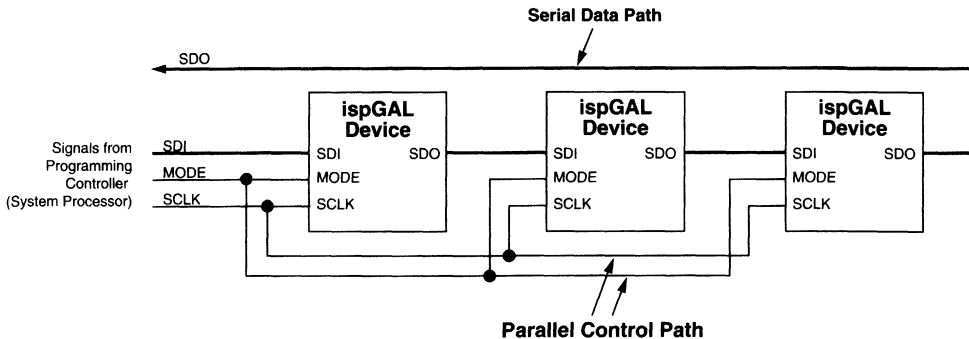 Serial Data Path
SDO
ispGAL
Device
ispGAL
Device
ispGAL
Device
Signals from
Programming
Controller
(System Processor)
SDI
MODE
SCLK
SDI
SDO
MODE
SCLK
SDI
SDO
MODE
SCLK
SDI
SDO
MODE
SCLK
Parallel Control Path